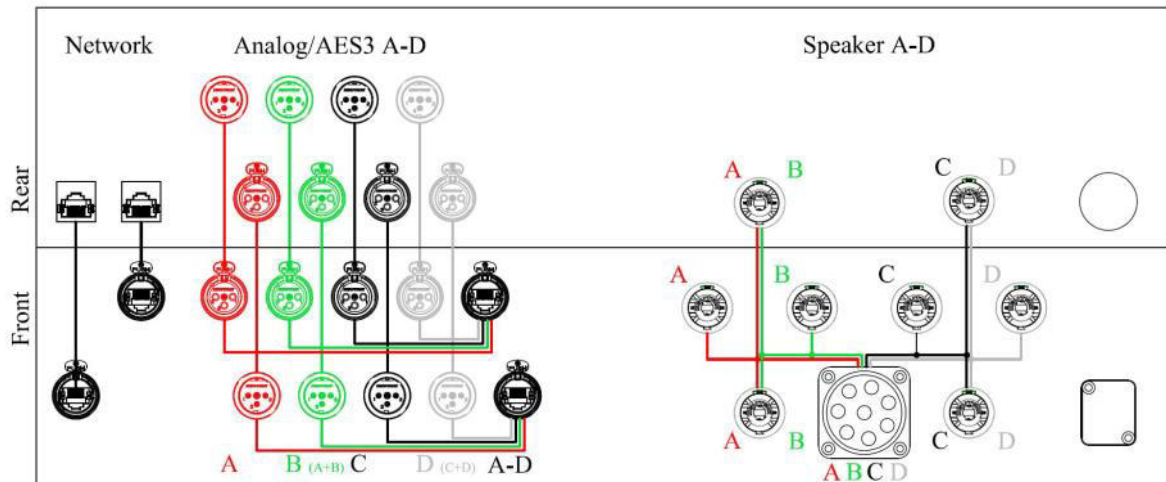 Network
Analog/AES3 A-D
Speaker A-D
Rear
A
B
C
D
Front
A
B
C
D
A
B
C
D
A B C D
A
B (A+B)
C
D (C+D)
A-D